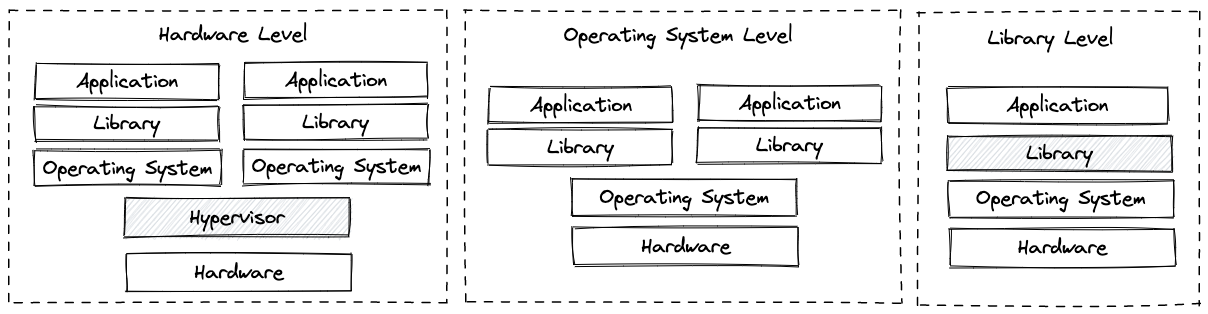 Hardware Level
Application
Application
Library
Library
Operating System
Operating System
Hypervisor
Hardware
Operating System Level
Application
Application
Library
Library
Operating System
Hardware
Library Level
Application
Library
Operating System
Hardware